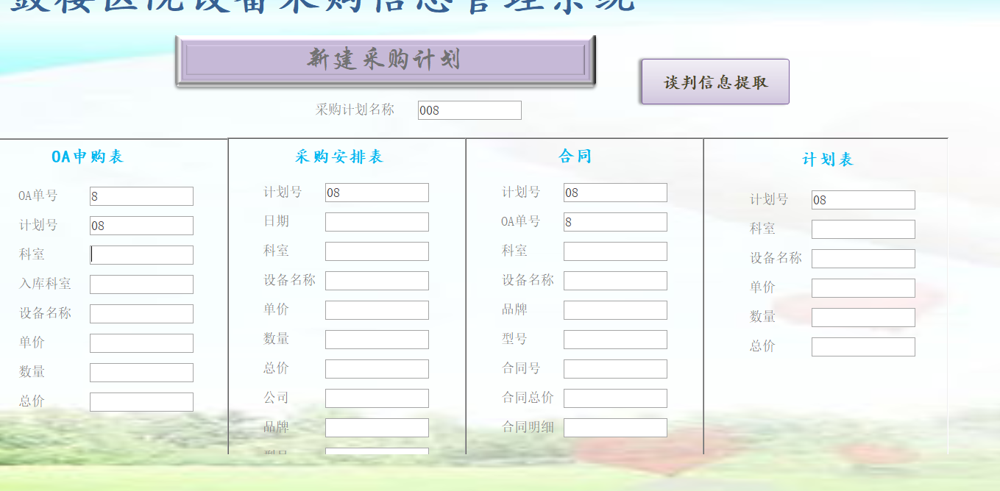 鼓楼医院设备采购信息管理系统
新建采购计划
谈判信息提取
采购计划名称 008
OA申购表
OA单号 8
计划号 08
科室
入库科室
设备名称
单价
数量
总价
采购安排表
计划号 08
日期
科室
设备名称
单价
数量
总价
公司
品牌
型号
合同
计划号 08
OA单号 8
科室
设备名称
品牌
型号
合同号
合同总价
合同明细
计划表
计划号 08
科室
设备名称
单价
数量
总价